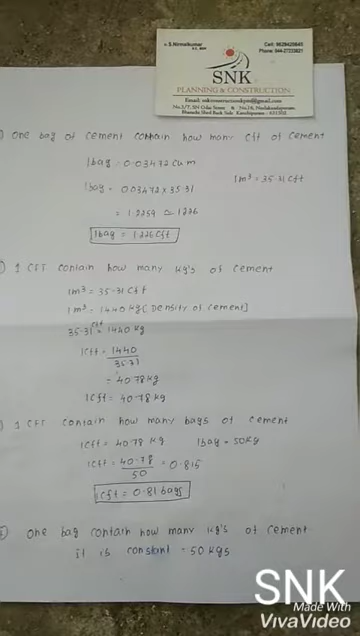 S.Nirmalkumar
Cell: 9629425643
SNK
PLANNING & CONSTRUCTION
One bag of cement contain how many cft of cement
1bag = 0.03472 cum
1m³ = 35.31 cft
1bag = 0.03472 x 35.31
= 1.2259 ≃ 1.226
1bag = 1.226 cft
1 CFT contain how many kg's of cement
1m³ = 35.31 cft
1m³ = 1440 kg [Density of cement]
35.31 cft = 1440 kg
1cft = 1440
35.31
= 40.78 kg
1cft = 40.78 kg
1 CFT contain how many bags of cement
1cft = 40.78 kg 1bag = 50kg
1cft = 40.78 = 0.815
50
1cft = 0.81 bags
One bag contain how many kg's of cement
it is constant = 50 kgs
SNK
Made With
VivaVideo